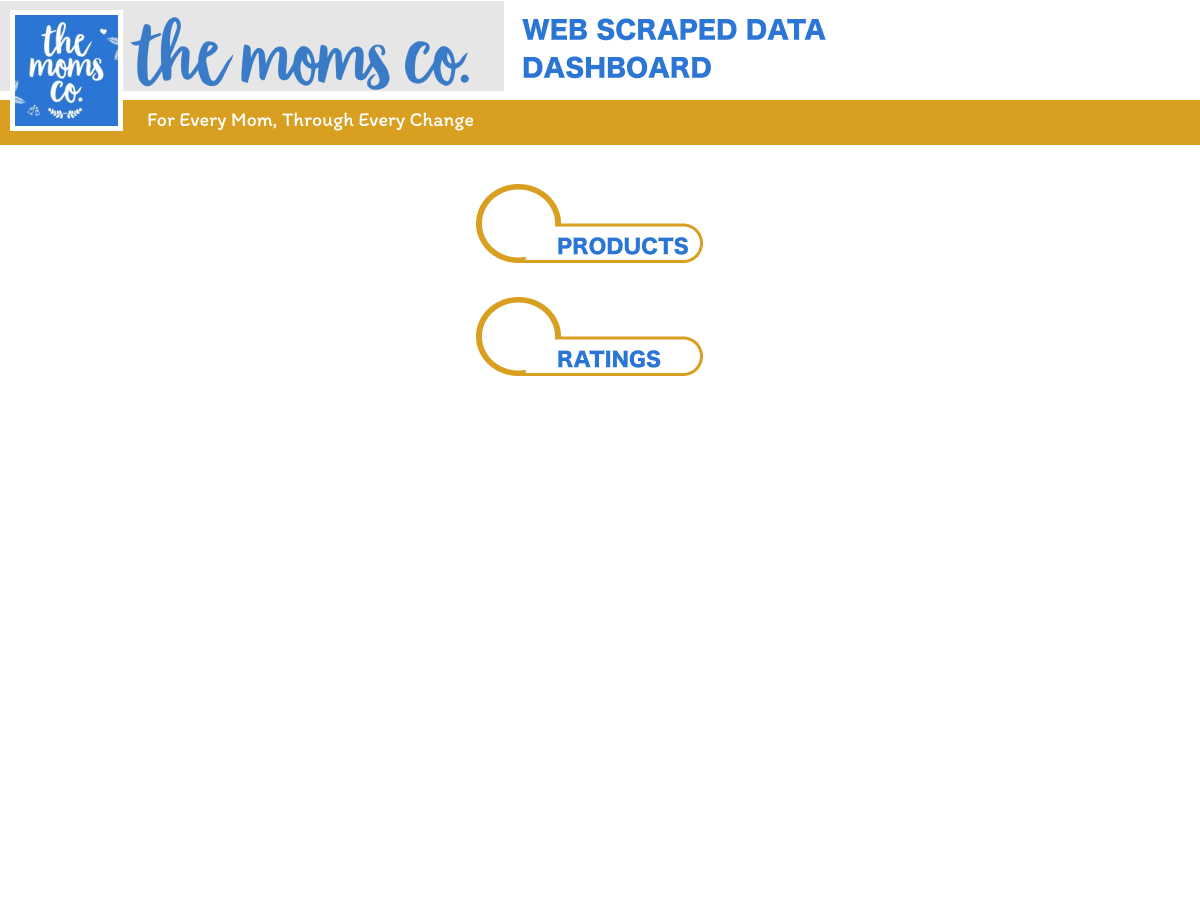 the
moms
co.
the moms co.
WEB SCRAPED DATA
DASHBOARD
For Every Mom, Through Every Change
PRODUCTS
RATINGS